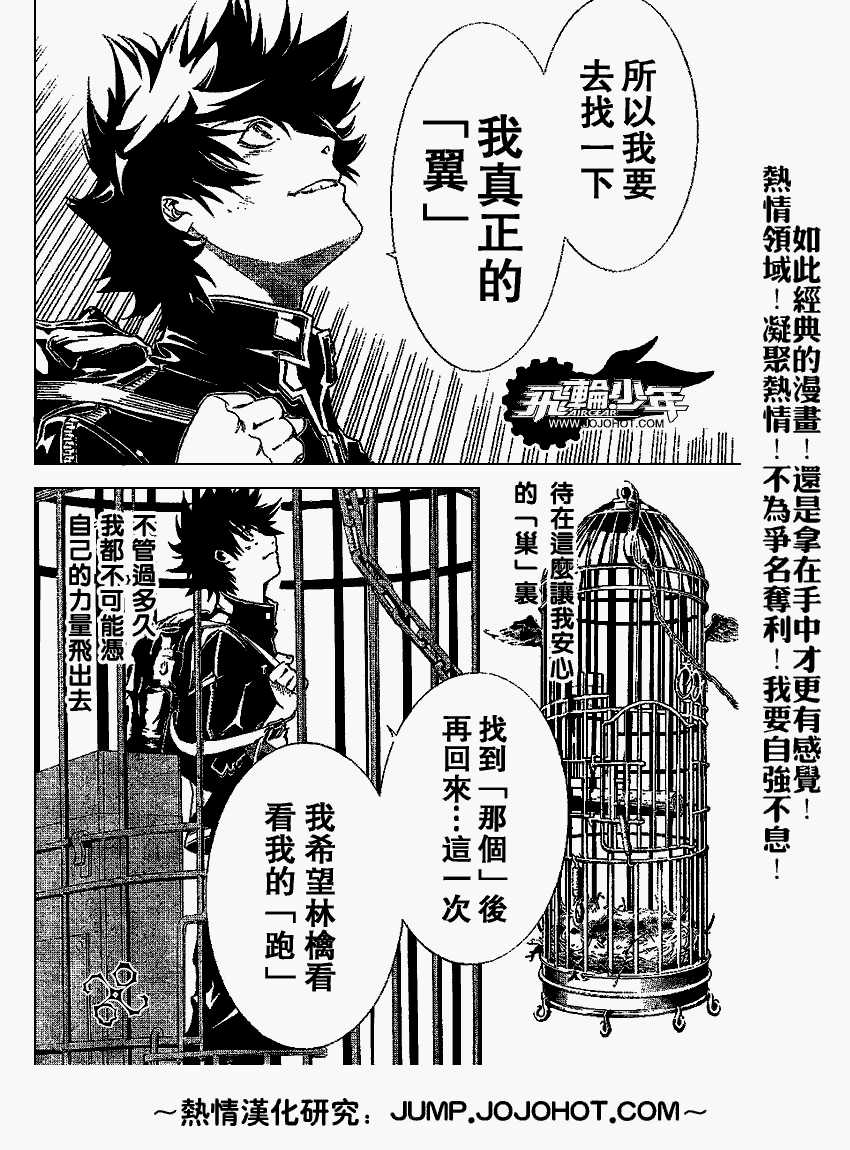 所以我要
去找一下
我真正的
「翼」
飛輪少年
AIRGEAR
WWW.JOJOHOT.COM
如此經典的漫畫！還是拿在手中才更有感覺！
熱情領域！凝聚熱情！不為爭名奪利！我要自強不息！
待在這麼讓我安心
的「巢」裏
不管過多久
我都不可能憑
自己的力量飛出去
找到「那個」後
再回來…這一次
我希望林檎看
看我的「跑」
～熱情漢化研究：JUMP.JOJOHOT.COM～